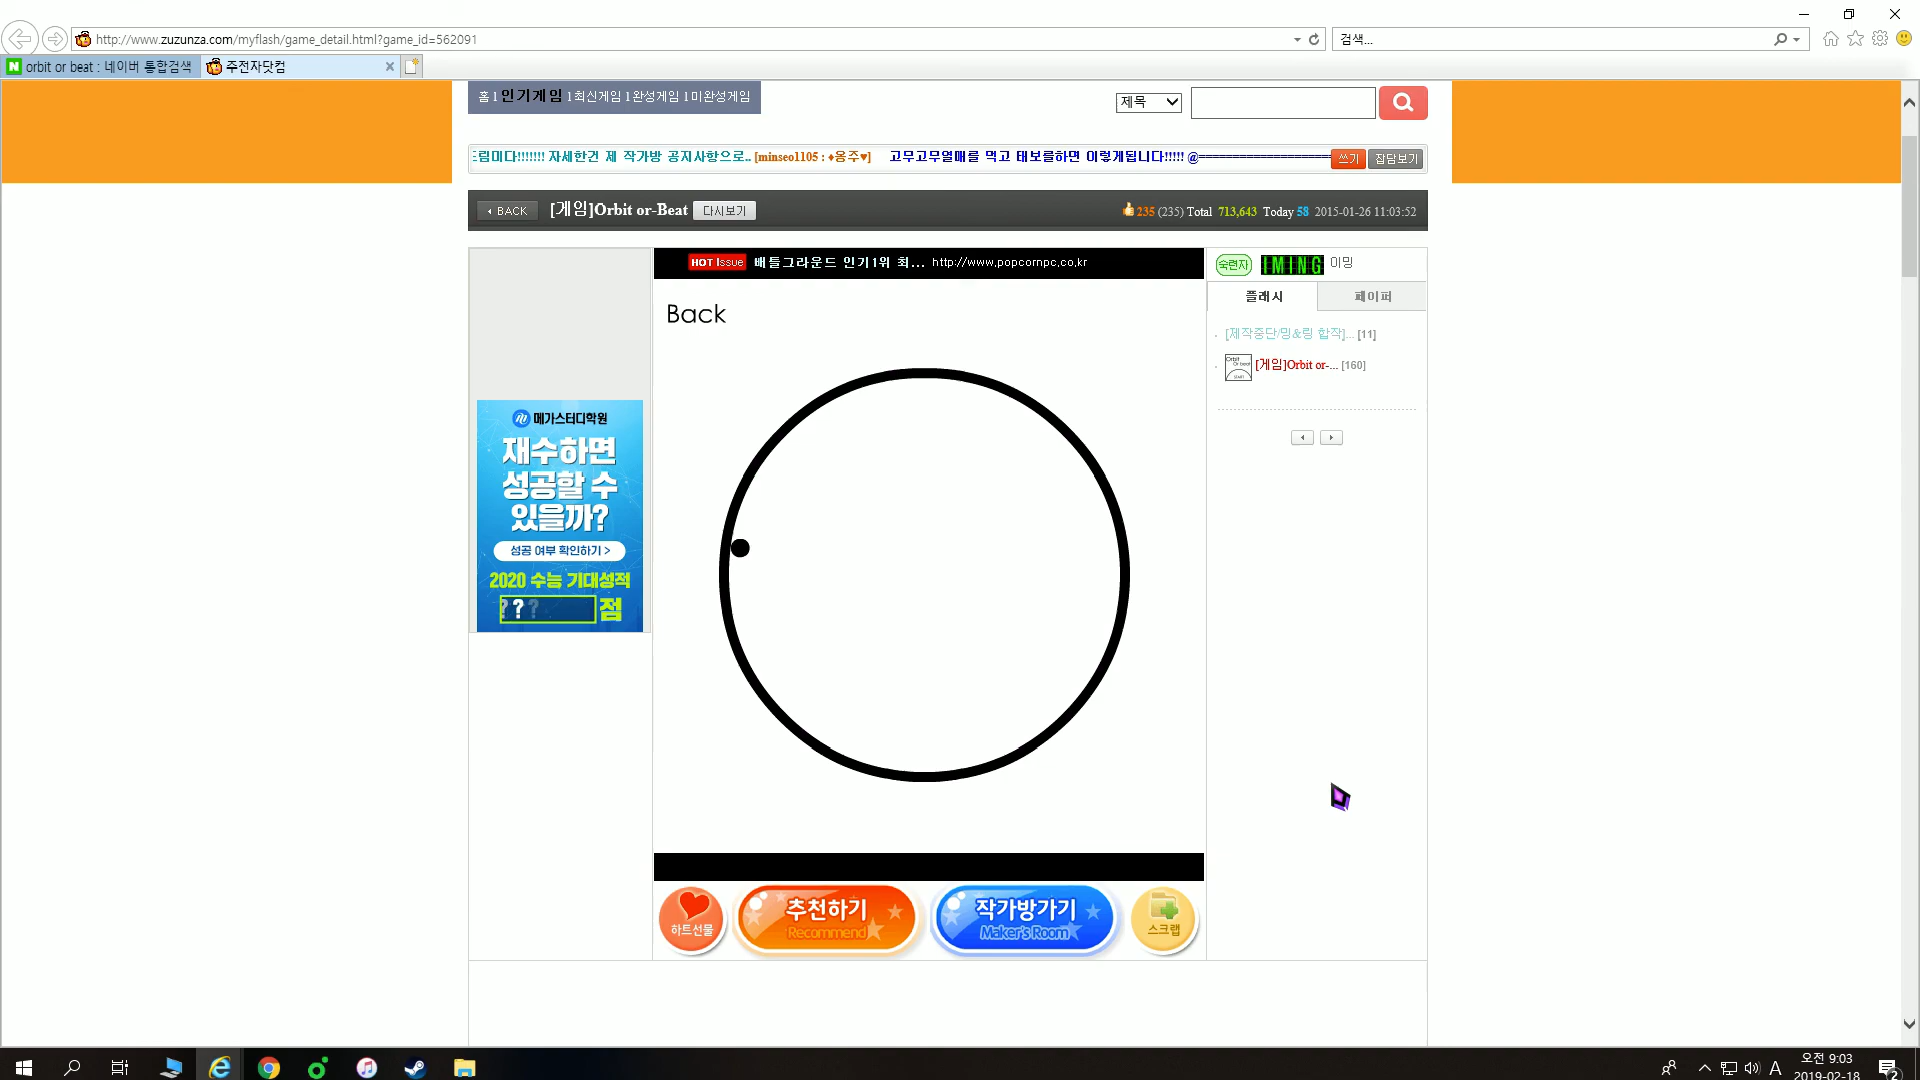 http://www.zuzunza.com/myflash/game_detail.html?game_id=562091
검색...
orbit or beat : 네이버 통합검색
주전자닷컴
홈 l 인기게임 l 최신게임 l 완성게임 l 미완성게임
제목
드림미다!!!!!!! 자세한건 제 작가방 공지사항으로.. [minseo1105 : ♦옹주♥] 고무고무열매를 먹고 태보를하면 이렇게됩니다!!!!! @====================
쓰기
잡담보기
BACK
[게임]Orbit or-Beat
다시보기
235 (235) Total 713,643 Today 58 2015-01-26 11:03:52
HOT Issue 배틀그라운드 인기1위 최... http://www.popcornpc.co.kr
숙련자
IMING
이밍
플래시
페이퍼
[제작중단/밍&링 합작]... [11]
[게임]Orbit or-... [160]
Back
메가스터디학원
재수하면
성공할 수
있을까?
성공 여부 확인하기 >
2020 수능 기대성적
? ? ? 점
하트선물
추천하기
Recommend
작가방가기
Maker's Room
스크랩
A
오전 9:03
2019-02-18
2